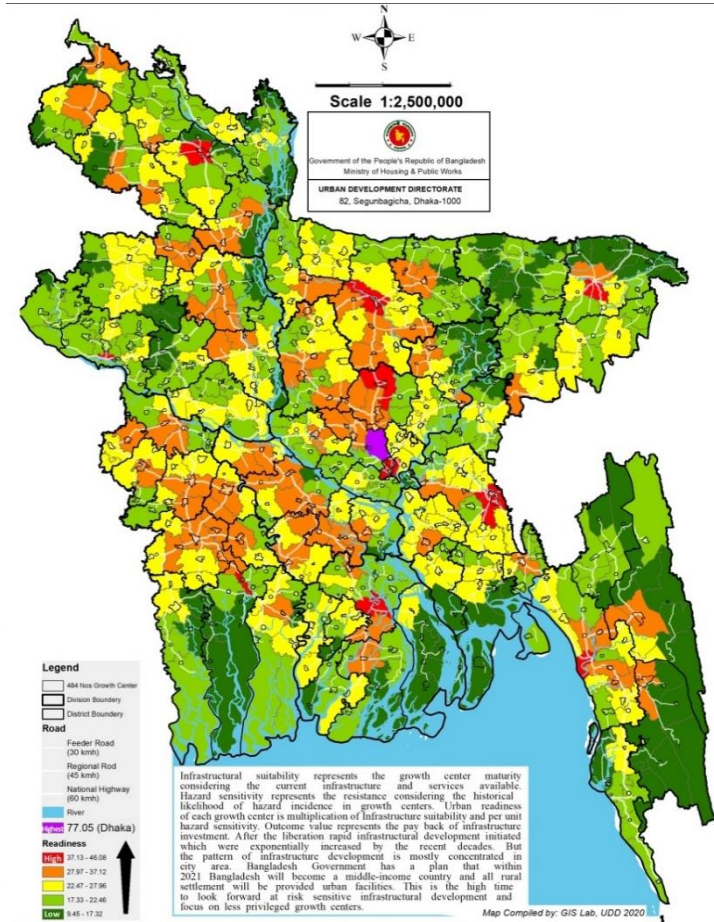 N
W
E
S
Scale 1:2,500,000
Government of the People's Republic of Bangladesh
Ministry of Housing & Public Works
URBAN DEVELOPMENT DIRECTORATE
82, Segunbagicha, Dhaka-1000
Legend
484 Nos Growth Center
Division Boundary
District Boundary
Road
Feeder Road
(30 kmh)
Regional Rod
(45 kmh)
National Highway
(60 kmh)
River
Highest 77.05 (Dhaka)
Readiness
High 37.13 - 46.08
27.97 - 37.12
22.47 - 27.96
17.33 - 22.46
Low 9.45 - 17.32
Infrastructural suitability represents the growth center maturity
considering the current infrastructure and services available.
Hazard sensitivity represents the resistance considering the historical
likelihood of hazard incidence in growth centers. Urban readiness
of each growth center is multiplication of Infrastructure suitability and per unit
hazard sensitivity. Outcome value represents the pay back of infrastructure
investment. After the liberation rapid infrastructural development initiated
which were exponentially increased by the recent decades. But
the pattern of infrastructure development is mostly concentrated in
city area. Bangladesh Government has a plan that within
2021 Bangladesh will become a middle-income country and all rural
settlement will be provided urban facilities. This is the high time
to look forward at risk sensitive infrastructural development and
focus on less privileged growth centers.
Map Compiled by: GIS Lab, UDD 2020